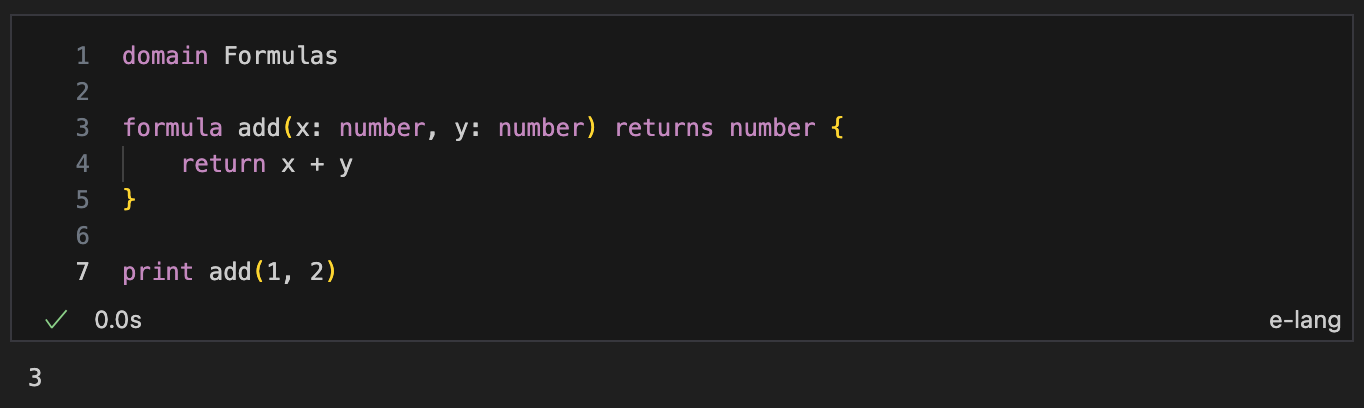 1 domain Formulas
2
3 formula add(x: number, y: number) returns number {
4     return x + y
5 }
6
7 print add(1, 2)
0.0s e-lang
3